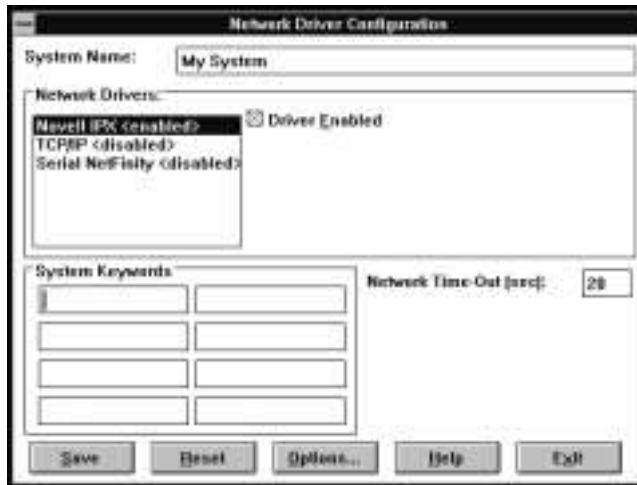 Network Driver Configuration
System Name: My System
Network Drivers:
Novell IPX <enabled>
Driver Enabled
TCP/IP <disabled>
Serial NetFinity <disabled>
System Keywords
Network Time-Out (sec): 20
Save Reset Options... Help Exit